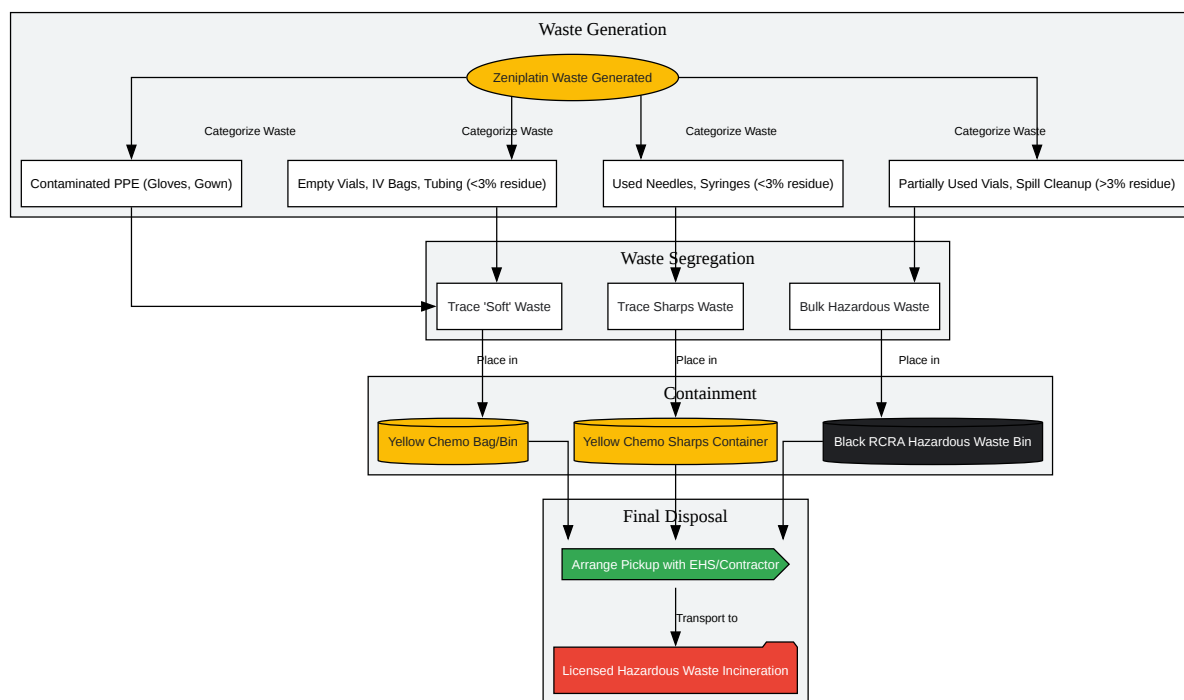 Waste Generation
Zeniplatin Waste Generated
Categorize Waste
Categorize Waste
Categorize Waste
Categorize Waste
Contaminated PPE (Gloves, Gown)
Empty Vials, IV Bags, Tubing (<3% residue)
Used Needles, Syringes (<3% residue)
Partially Used Vials, Spill Cleanup (>3% residue)
Waste Segregation
Trace 'Soft' Waste
Trace Sharps Waste
Bulk Hazardous Waste
Place in
Place in
Place in
Containment
Yellow Chemo Bag/Bin
Yellow Chemo Sharps Container
Black RCRA Hazardous Waste Bin
Final Disposal
Arrange Pickup with EHS/Contractor
Transport to
Licensed Hazardous Waste Incineration